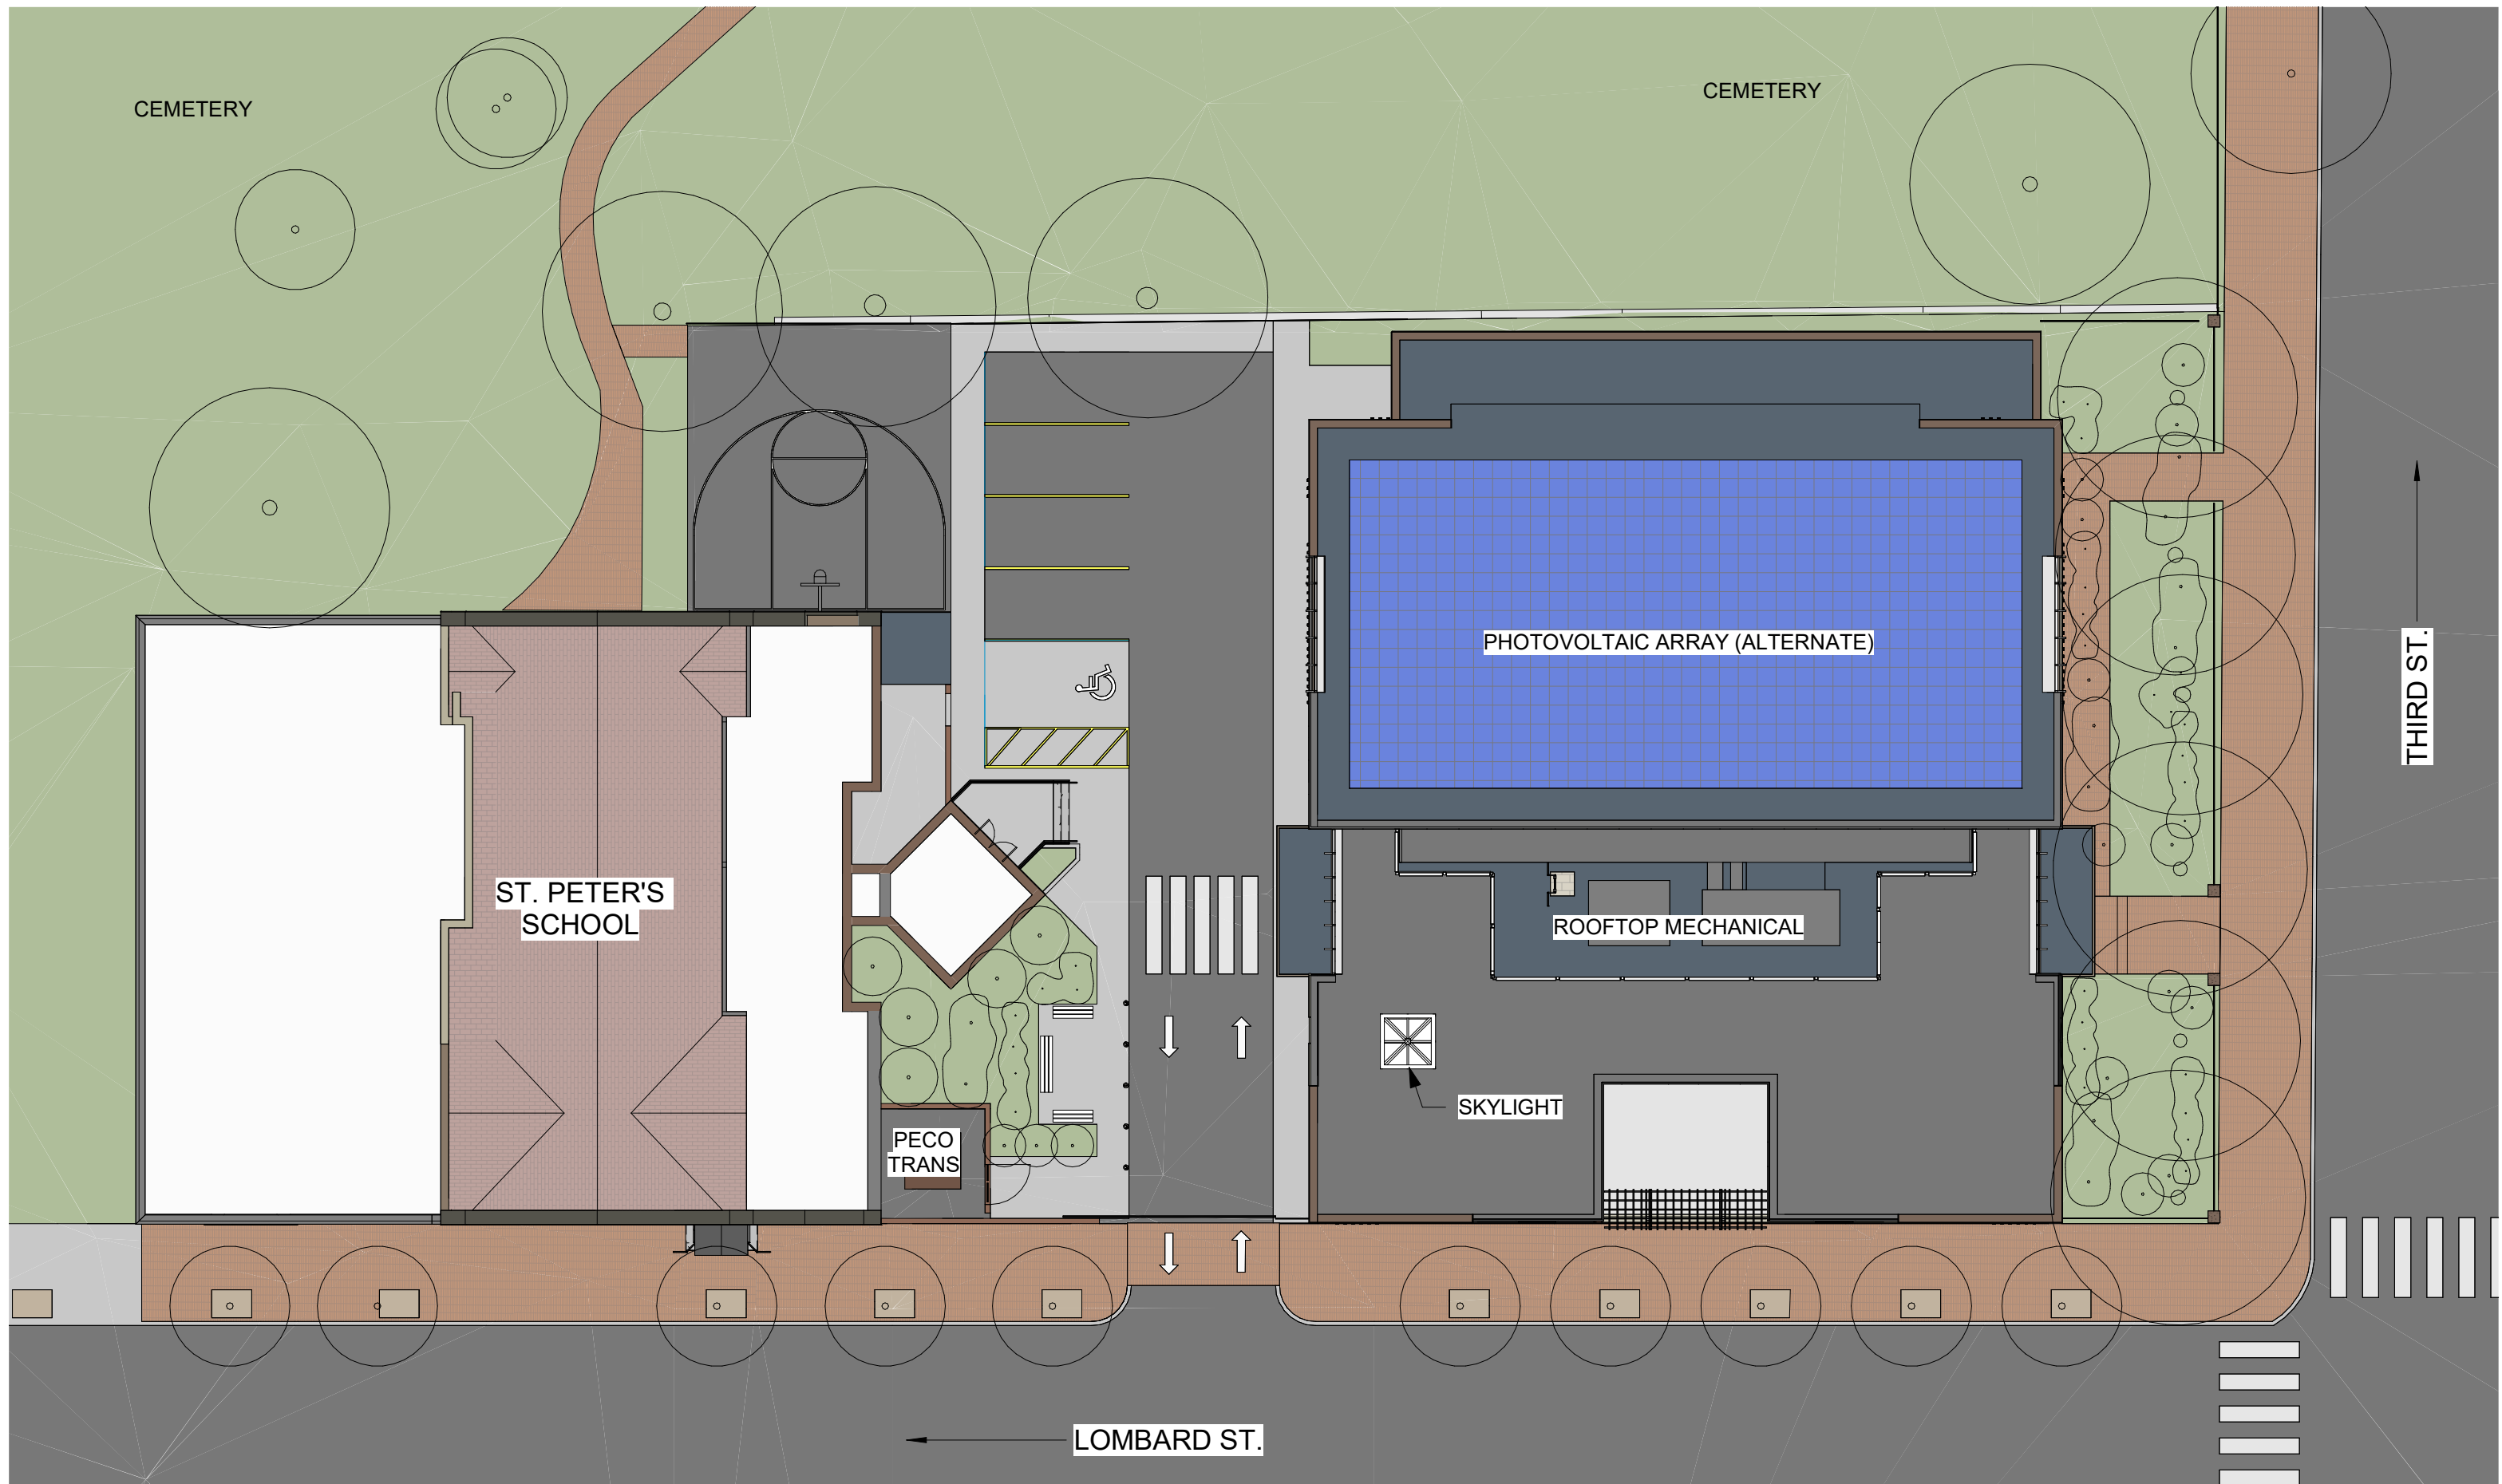 CEMETERY
CEMETERY
PHOTOVOLTAIC ARRAY (ALTERNATE)
THIRD ST.
ST. PETER'S
SCHOOL
ROOFTOP MECHANICAL
SKYLIGHT
PECO
TRANS
LOMBARD ST.